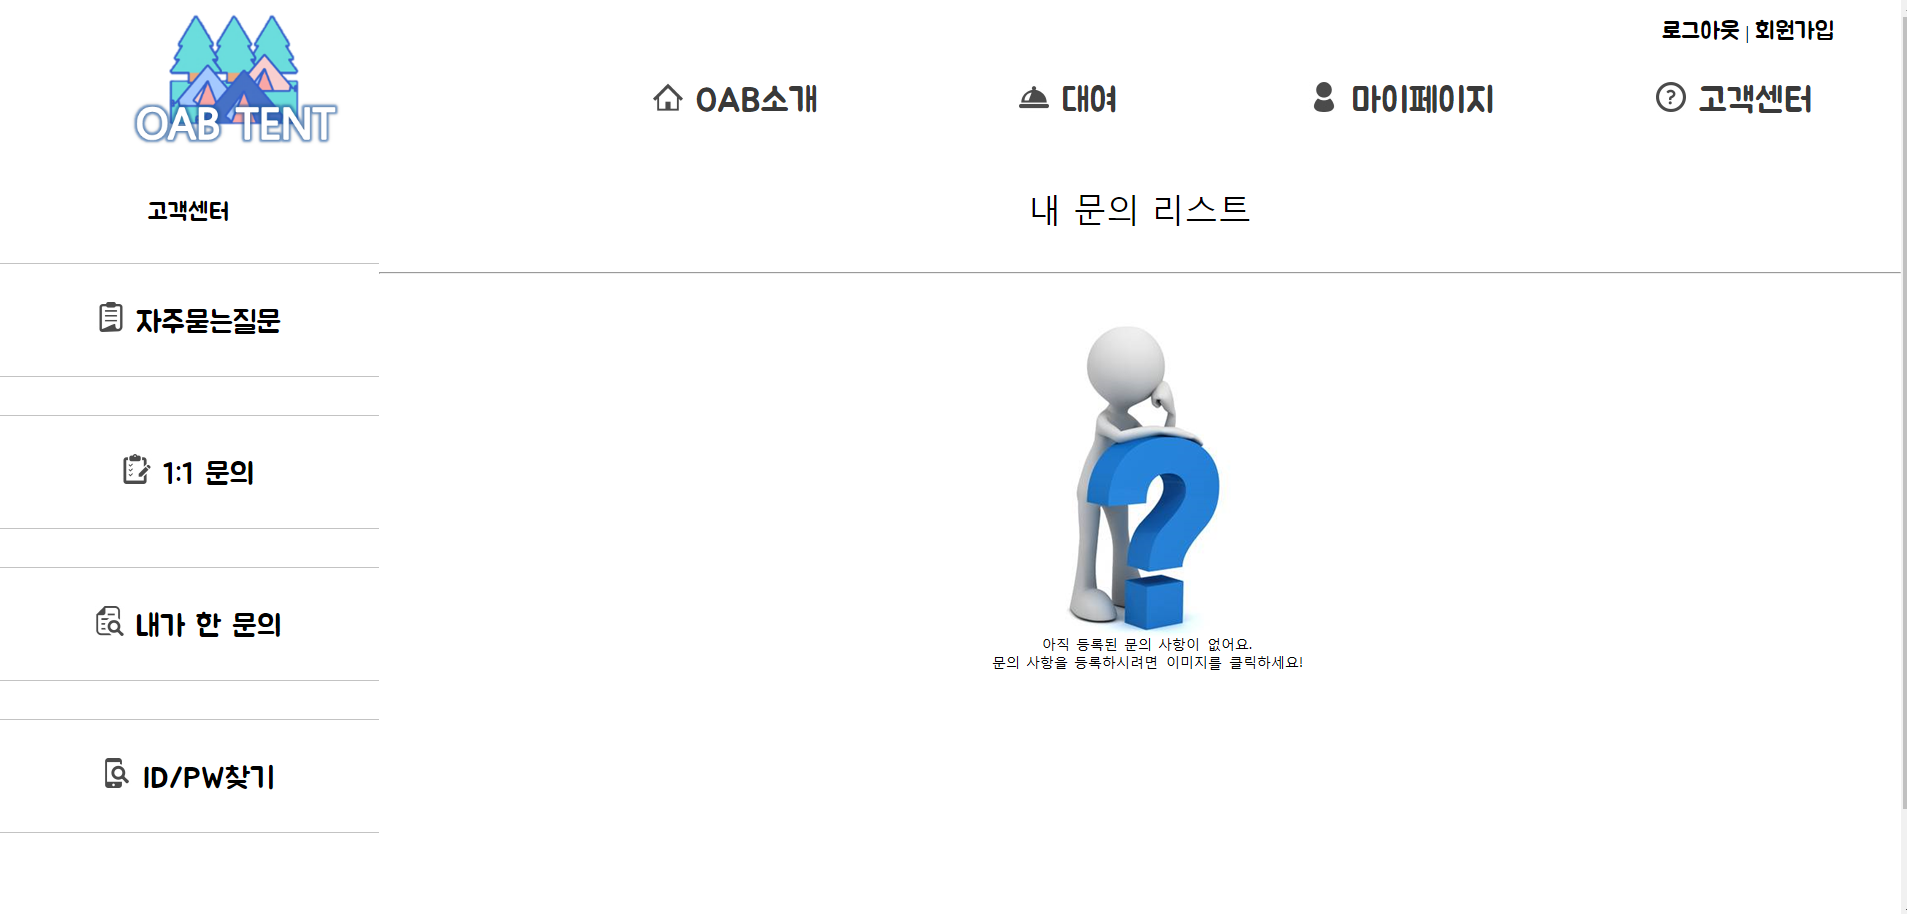 OAB TENT
로그아웃 | 회원가입
OAB소개
대여
마이페이지
고객센터
고객센터
내 문의 리스트
자주묻는질문
1:1 문의
내가 한 문의
ID/PW찾기
아직 등록된 문의 사항이 없어요.
문의 사항을 등록하시려면 이미지를 클릭하세요!